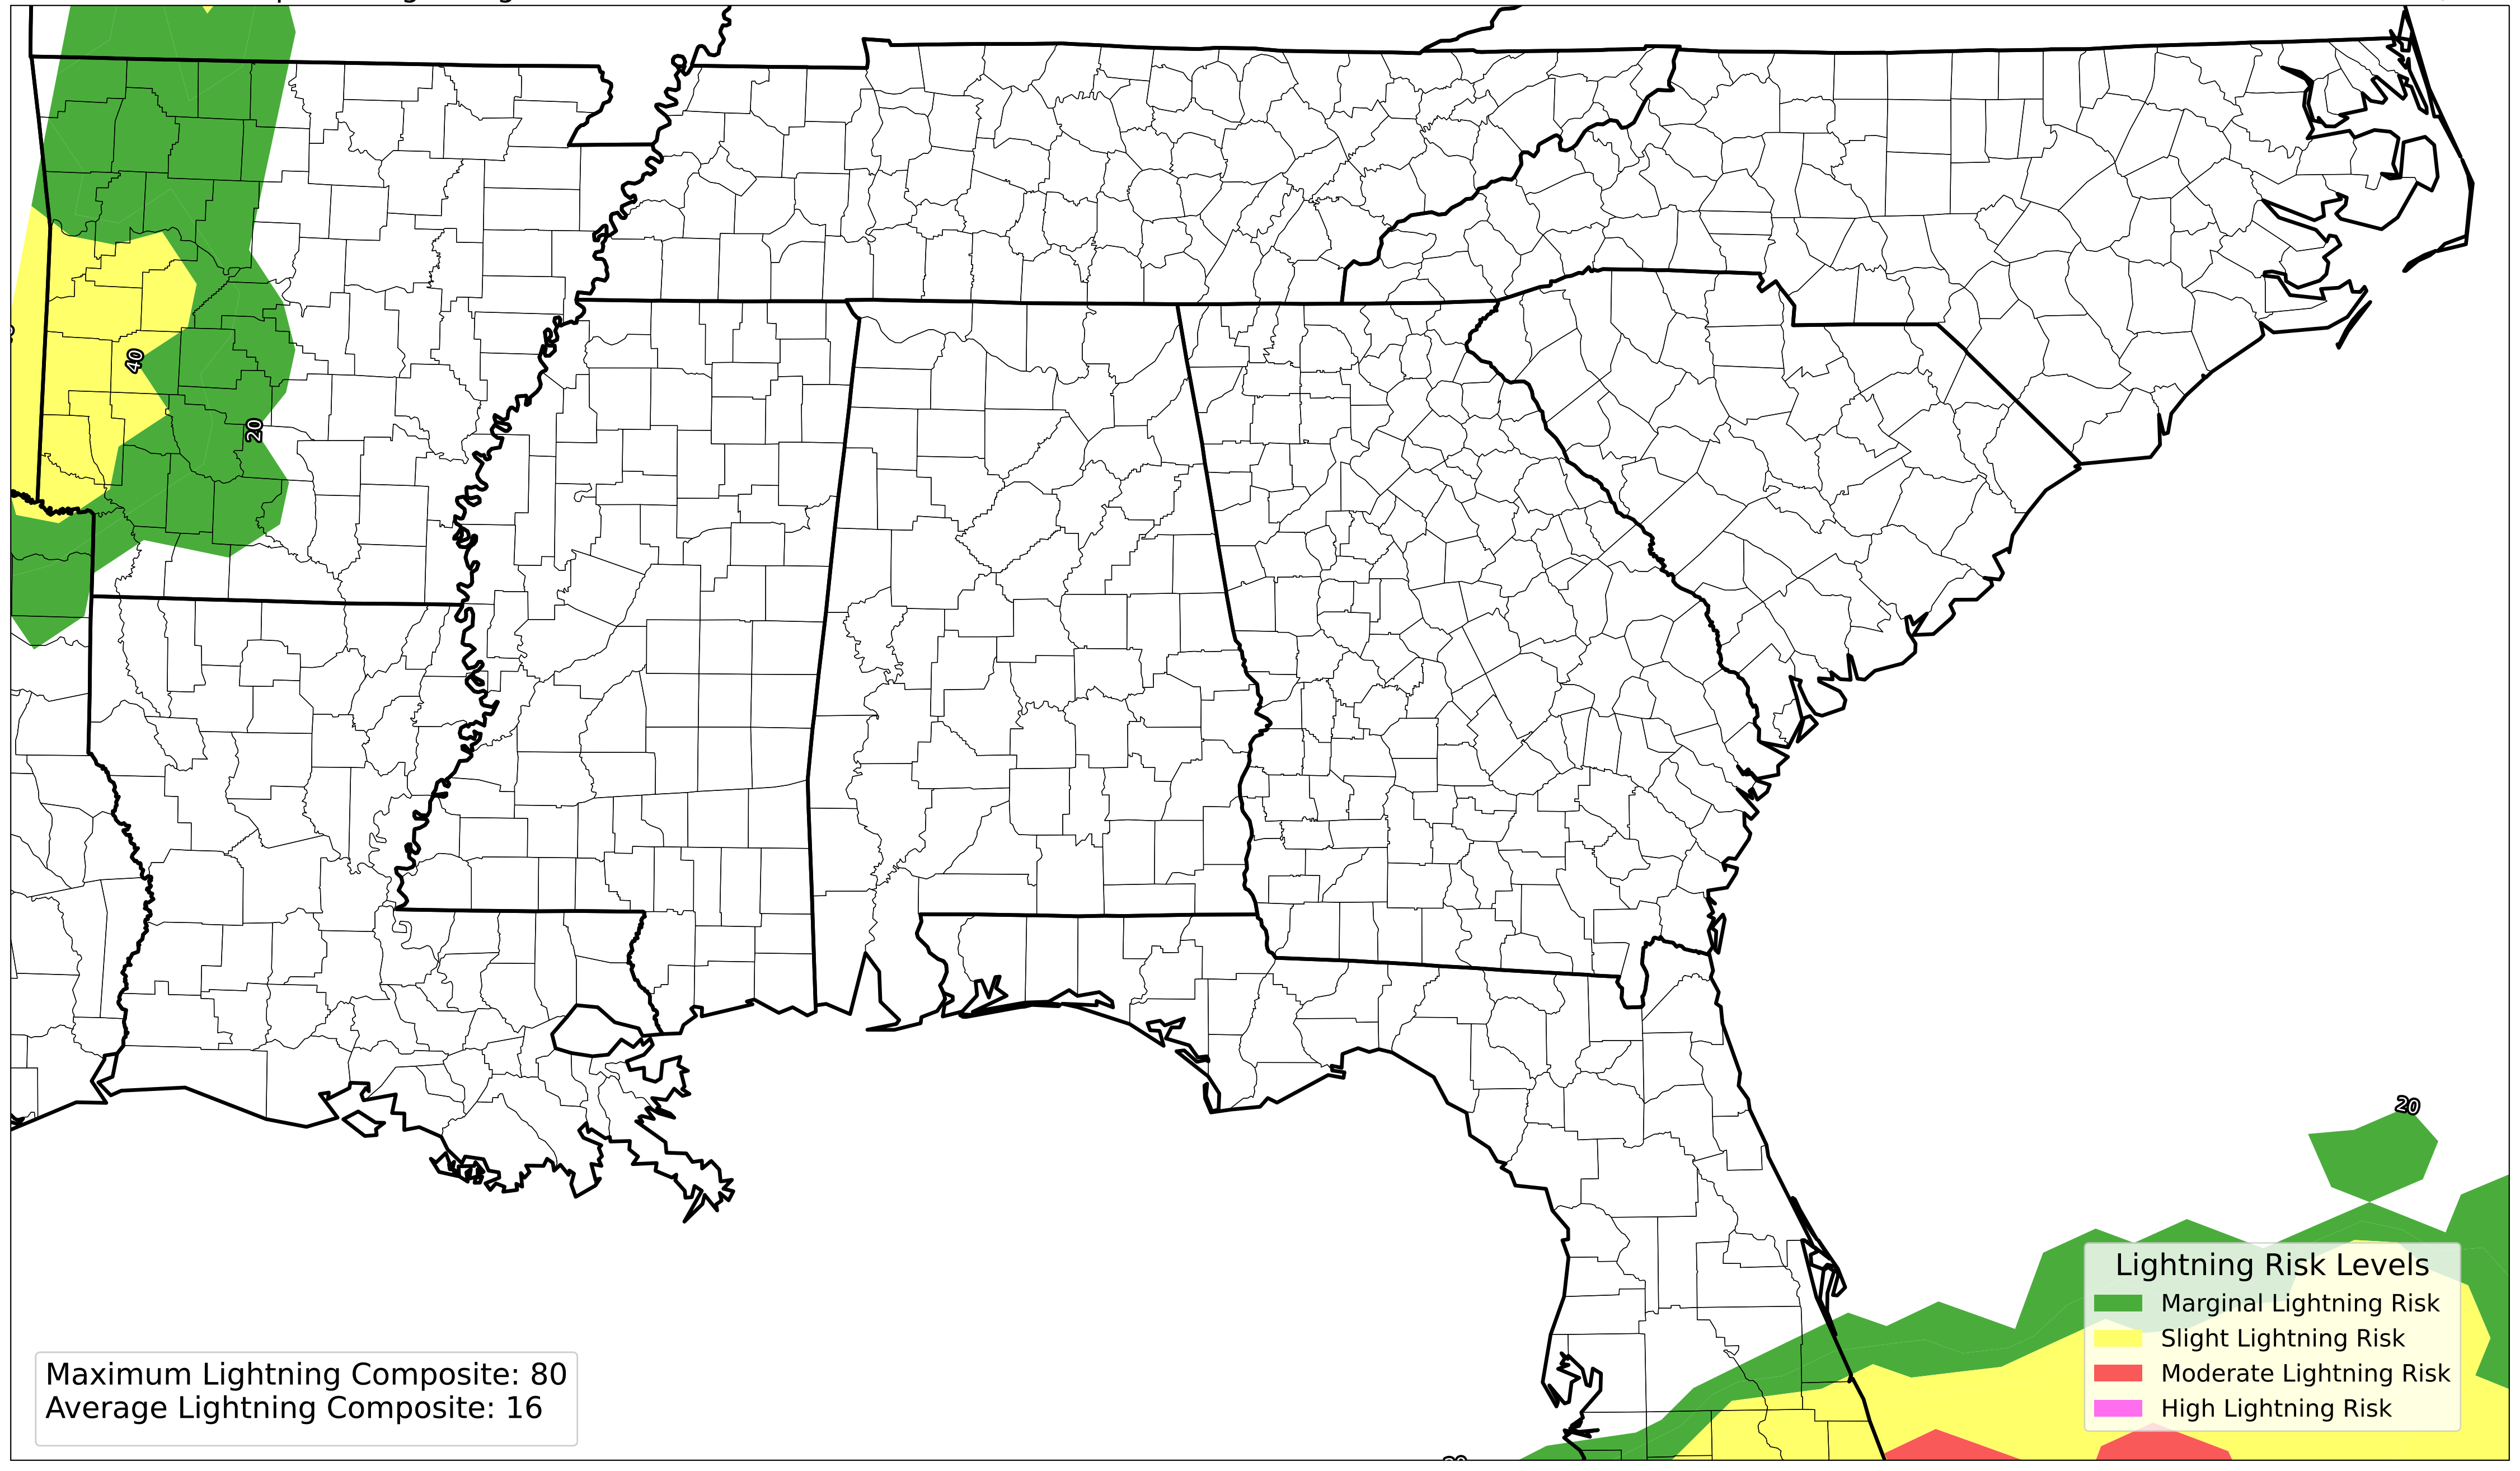 40
20
20
Lightning Risk Levels
Marginal Lightning Risk
Slight Lightning Risk
Moderate Lightning Risk
High Lightning Risk
Maximum Lightning Composite: 80
Average Lightning Composite: 16